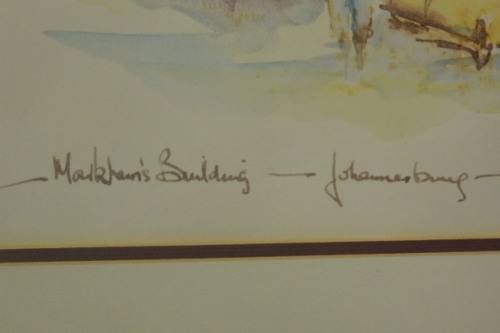 — Markham's Building — Johannesburg —